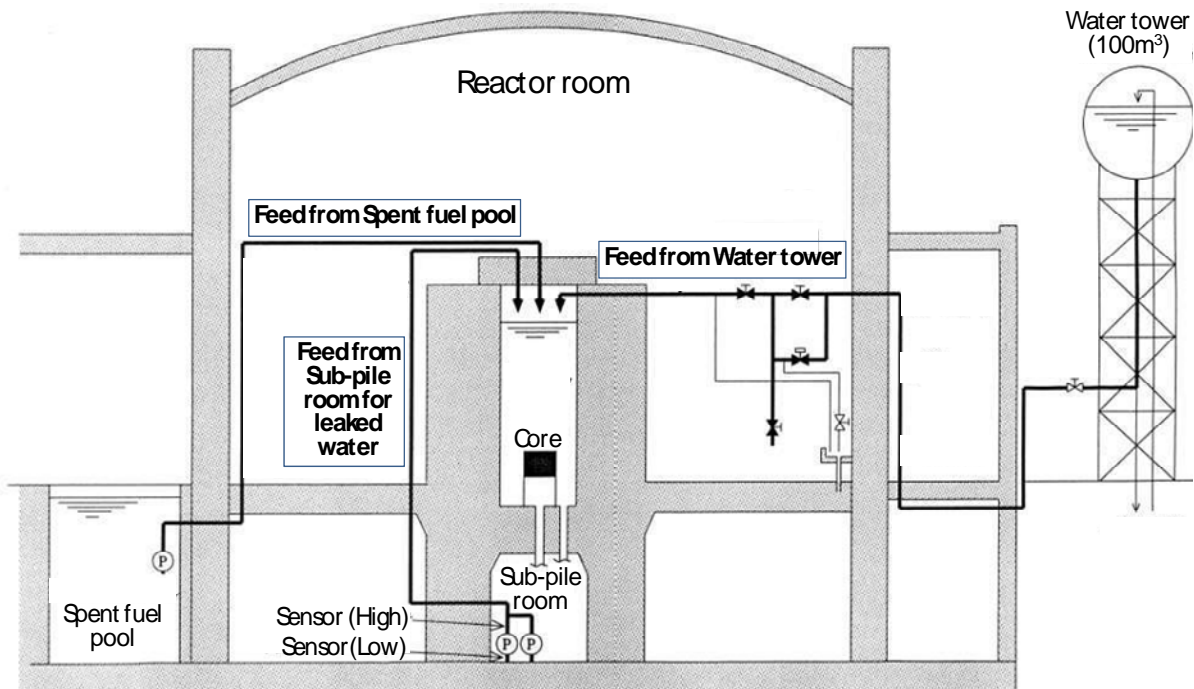 Water tower
(100m³)
Reactor room
Feed from Spent fuel pool
Feed from Water tower
Feed from
Sub-pile
room for
leaked
water
Core
P
Sub-pile
room
Spent fuel
pool
Sensor (High)
Sensor (Low)
P
P